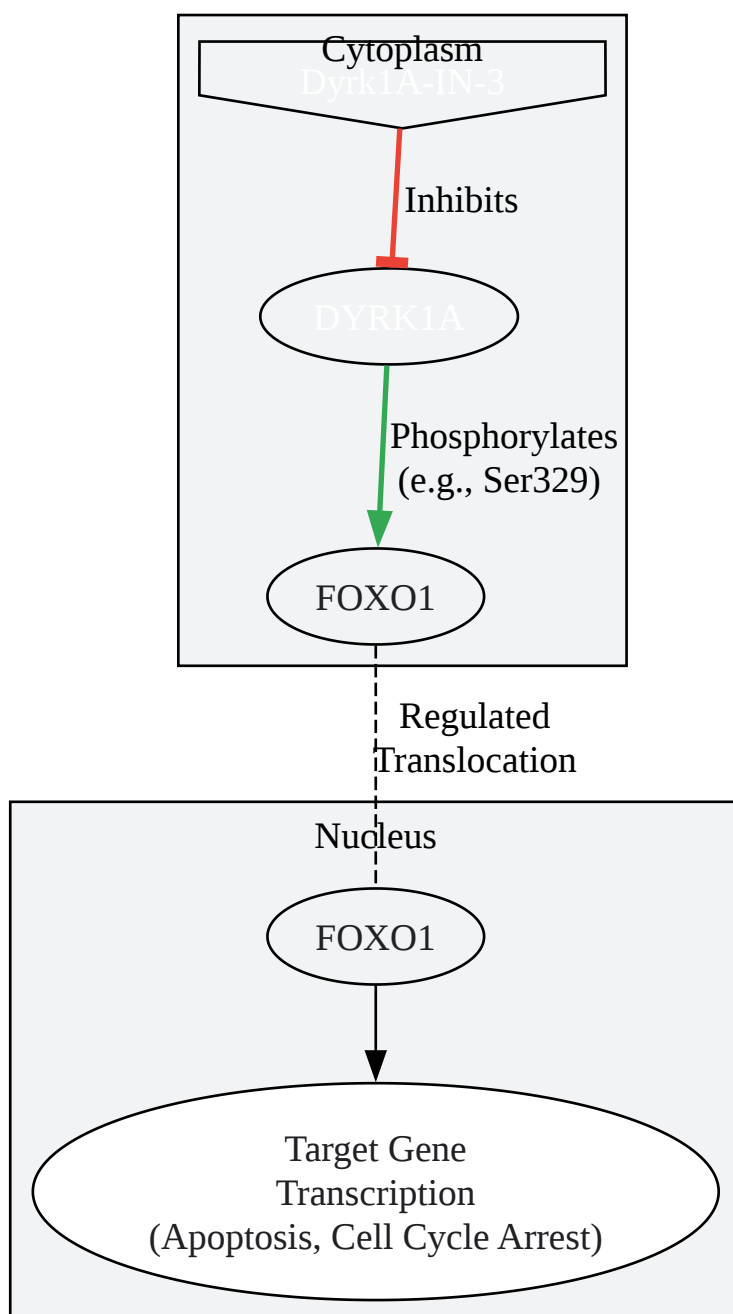 Cytoplasm
Dyrk1A-IN-3
Inhibits
DYRK1A
Phosphorylates
(e.g., Ser329)
FOXO1
Regulated
Translocation
Nucleus
FOXO1
Target Gene
Transcription
(Apoptosis, Cell Cycle Arrest)